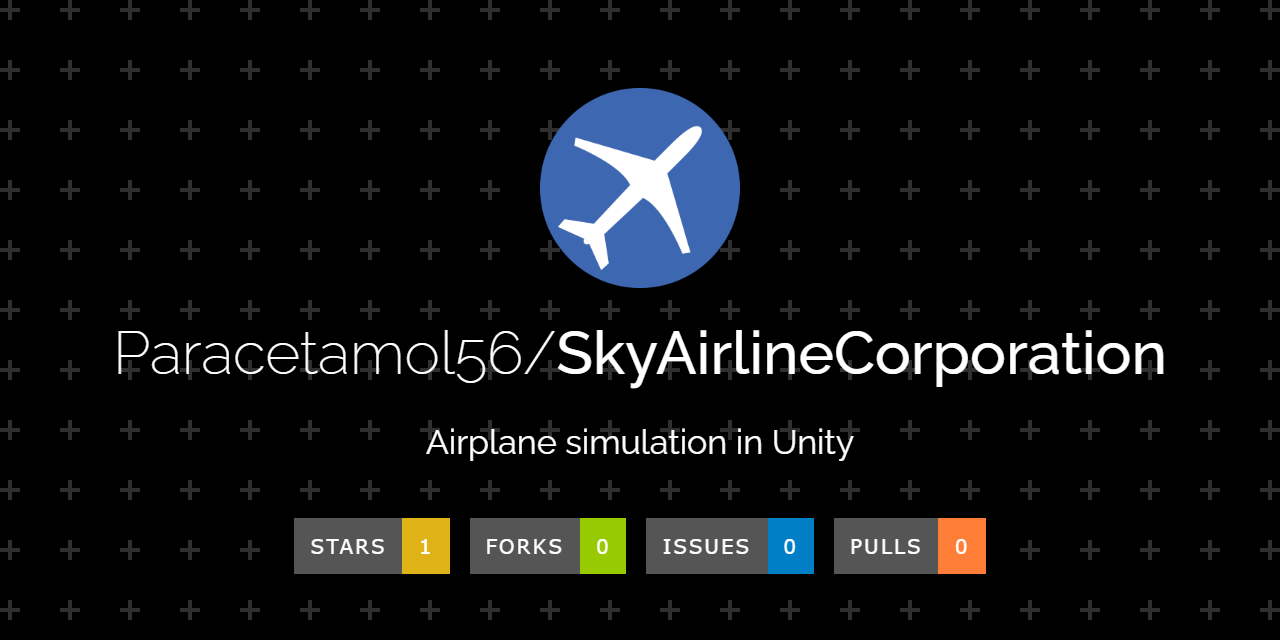 Paracetamol56/SkyAirlineCorporation
Airplane simulation in Unity
STARS 1 FORKS 0 ISSUES 0 PULLS 0